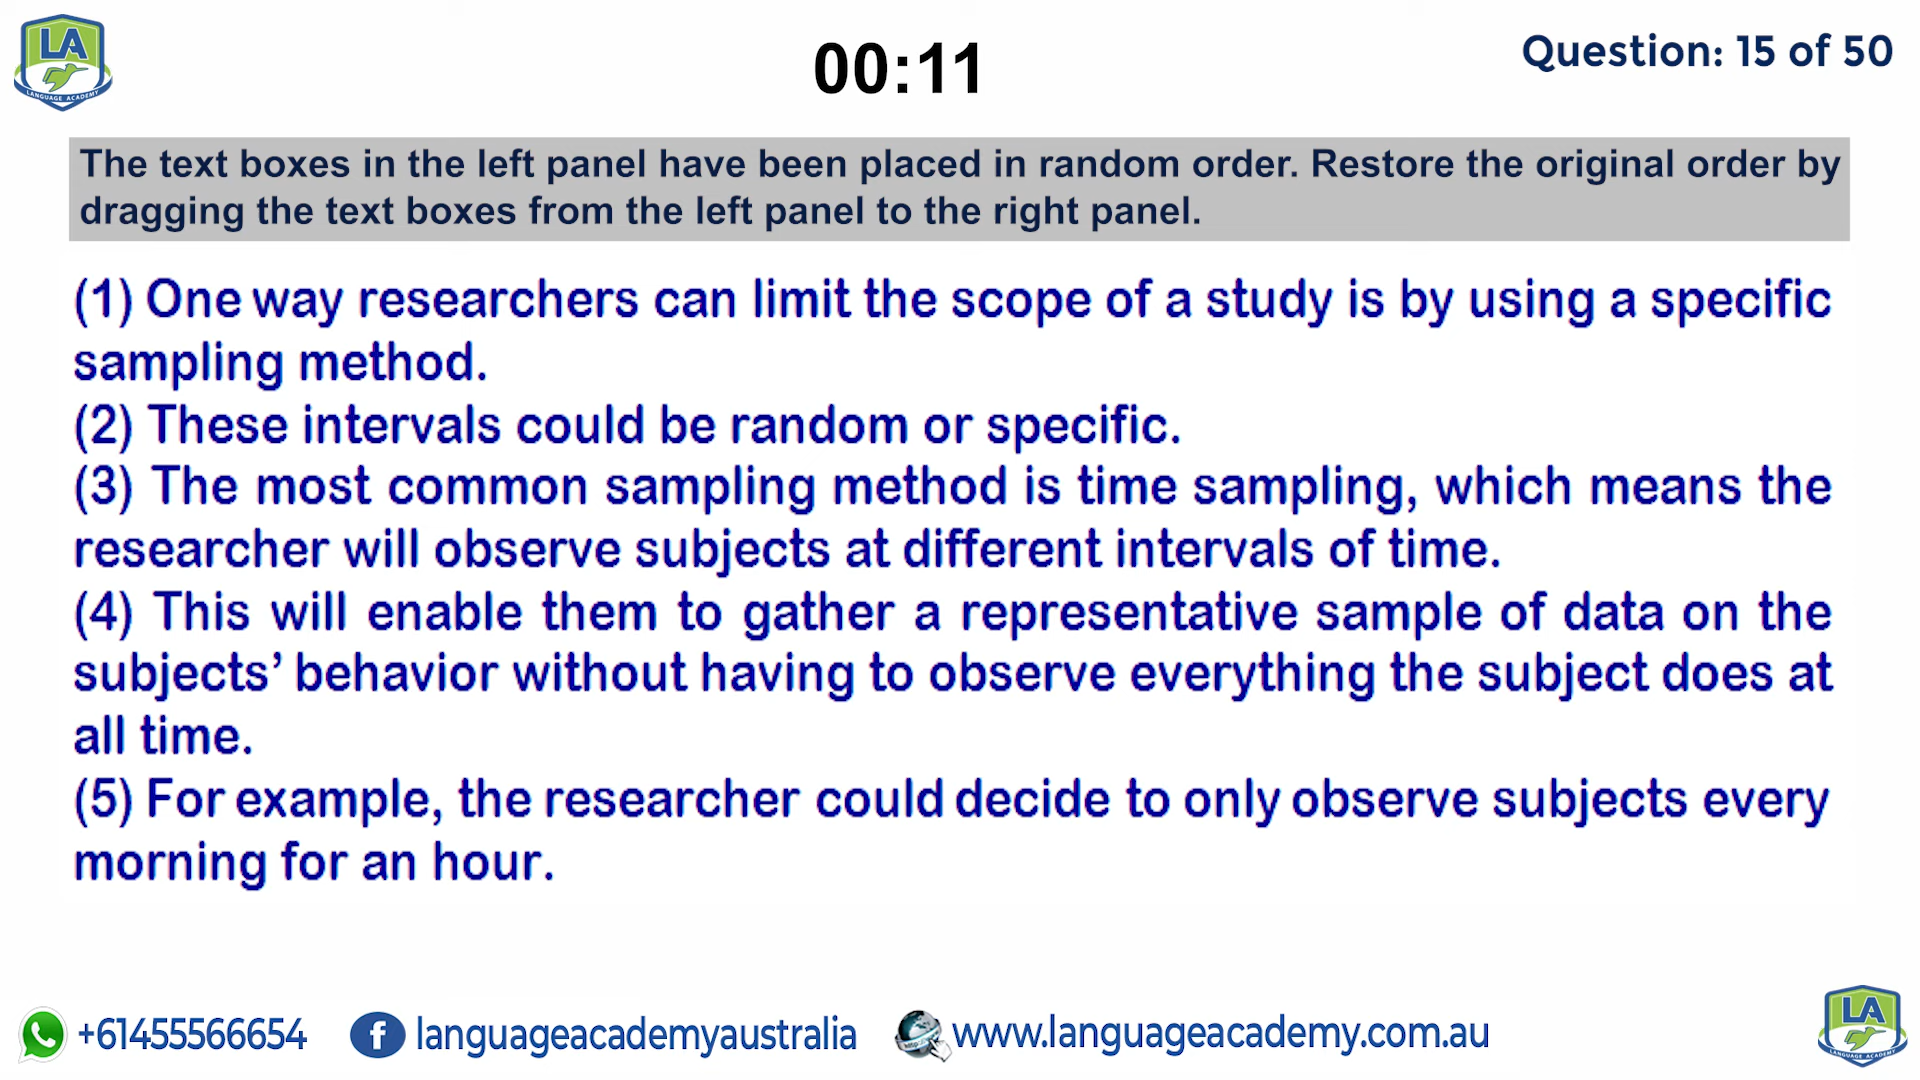 LA
LANGUAGE ACADEMY
00:11
Question: 15 of 50
The text boxes in the left panel have been placed in random order. Restore the original order by
dragging the text boxes from the left panel to the right panel.
(1) One way researchers can limit the scope of a study is by using a specific
sampling method.
(2) These intervals could be random or specific.
(3) The most common sampling method is time sampling, which means the
researcher will observe subjects at different intervals of time.
(4) This will enable them to gather a representative sample of data on the
subjects’ behavior without having to observe everything the subject does at
all time.
(5) For example, the researcher could decide to only observe subjects every
morning for an hour.
+61455566654
f languageacademyaustralia
www.languageacademy.com.au
LA
LANGUAGE ACADEMY